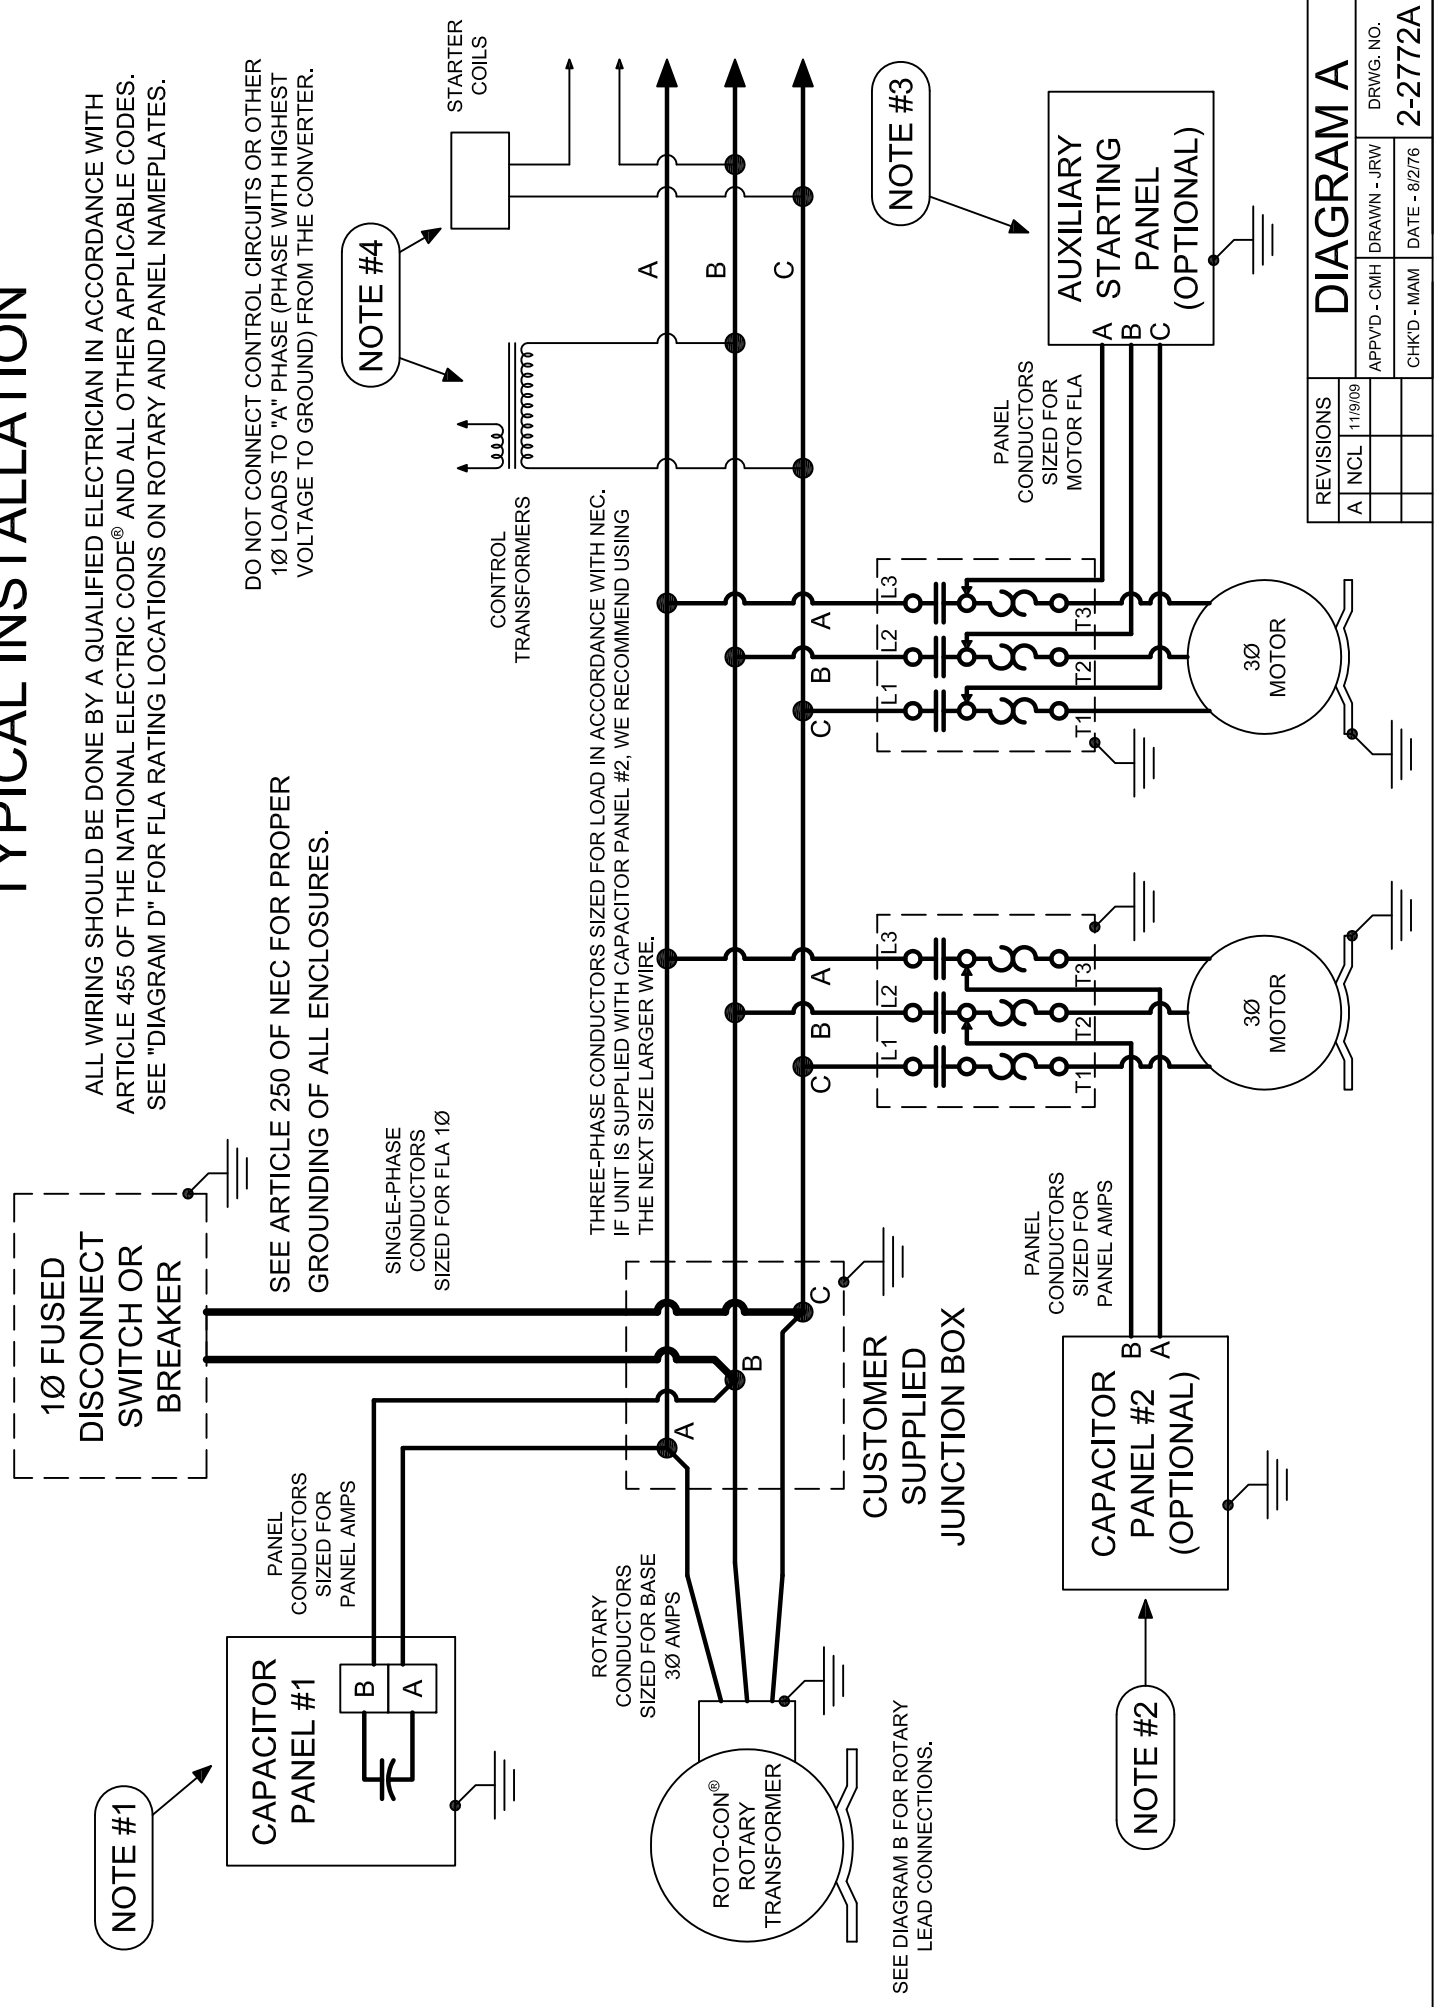 TYPICAL INSTALLATION
ALL WIRING SHOULD BE DONE BY A QUALIFIED ELECTRICIAN IN ACCORDANCE WITH
ARTICLE 455 OF THE NATIONAL ELECTRIC CODE® AND ALL OTHER APPLICABLE CODES.
SEE "DIAGRAM D" FOR FLA RATING LOCATIONS ON ROTARY AND PANEL NAMEPLATES.
NOTE #1
CAPACITOR
PANEL #1
B
A
PANEL
CONDUCTORS
SIZED FOR
PANEL AMPS
1Ø FUSED
DISCONNECT
SWITCH OR
BREAKER
SEE ARTICLE 250 OF NEC FOR PROPER
GROUNDING OF ALL ENCLOSURES.
SINGLE-PHASE
CONDUCTORS
SIZED FOR FLA 1Ø
DO NOT CONNECT CONTROL CIRCUITS OR OTHER
1Ø LOADS TO "A" PHASE (PHASE WITH HIGHEST
VOLTAGE TO GROUND) FROM THE CONVERTER.
NOTE #4
STARTER
COILS
CONTROL
TRANSFORMERS
THREE-PHASE CONDUCTORS SIZED FOR LOAD IN ACCORDANCE WITH NEC.
IF UNIT IS SUPPLIED WITH CAPACITOR PANEL #2, WE RECOMMEND USING
THE NEXT SIZE LARGER WIRE.
A
B
C
ROTARY
CONDUCTORS
SIZED FOR BASE
3Ø AMPS
A
B
C
ROTO-CON®
ROTARY
TRANSFORMER
SEE DIAGRAM B FOR ROTARY
LEAD CONNECTIONS.
CUSTOMER
SUPPLIED
JUNCTION BOX
C
B
A
L1
L2
L3
T1
T2
T3
3Ø
MOTOR
C
B
A
L1
L2
L3
T1
T2
T3
3Ø
MOTOR
NOTE #2
CAPACITOR
PANEL #2
(OPTIONAL)
B
A
PANEL
CONDUCTORS
SIZED FOR
PANEL AMPS
PANEL
CONDUCTORS
SIZED FOR
MOTOR FLA
NOTE #3
AUXILIARY
STARTING
PANEL
(OPTIONAL)
A
B
C
REVISIONS
A NCL 11/9/09
DIAGRAM A
APPV'D - CMH DRAWN - JRW
CHK'D - MAM DATE - 8/2/76
DRWG. NO.
2-2772A